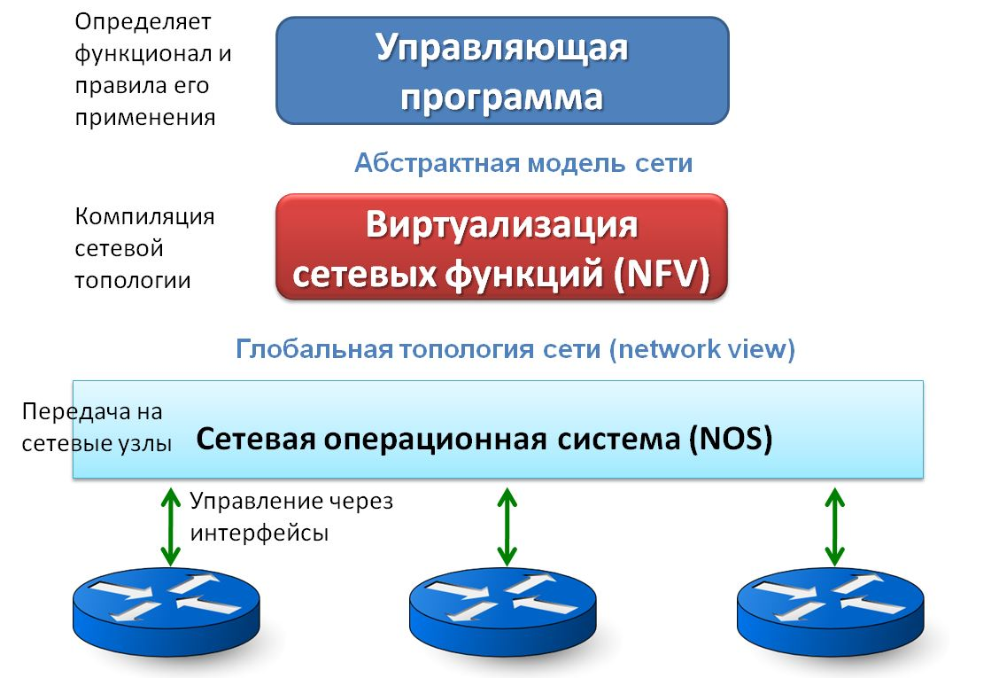 Определяет
функционал и
правила его
применения
Управляющая
программа
Абстрактная модель сети
Компиляция
сетевой
топологии
Виртуализация
сетевых функций (NFV)
Глобальная топология сети (network view)
Передача на
сетевые узлы
Сетевая операционная система (NOS)
Управление через
интерфейсы